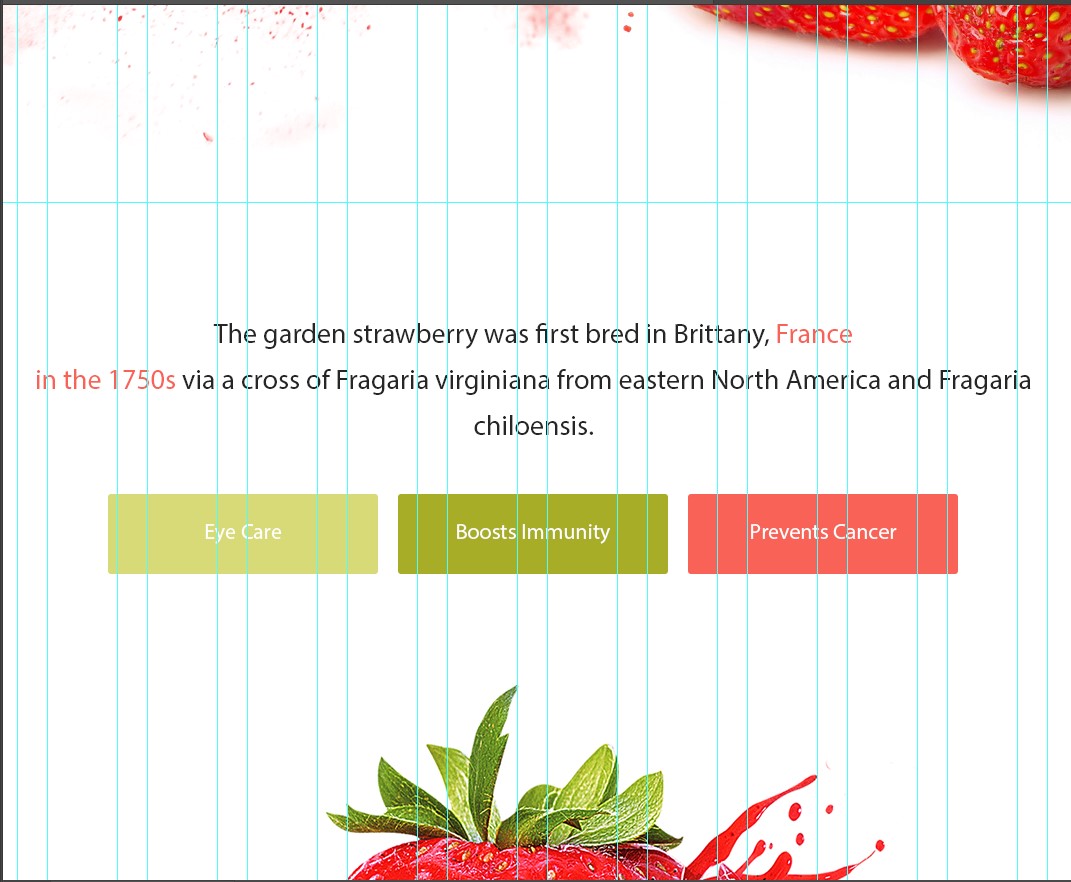 The garden strawberry was first bred in Brittany, France
in the 1750s via a cross of Fragaria virginiana from eastern North America and Fragaria
chiloensis.
Eye Care
Boosts Immunity
Prevents Cancer